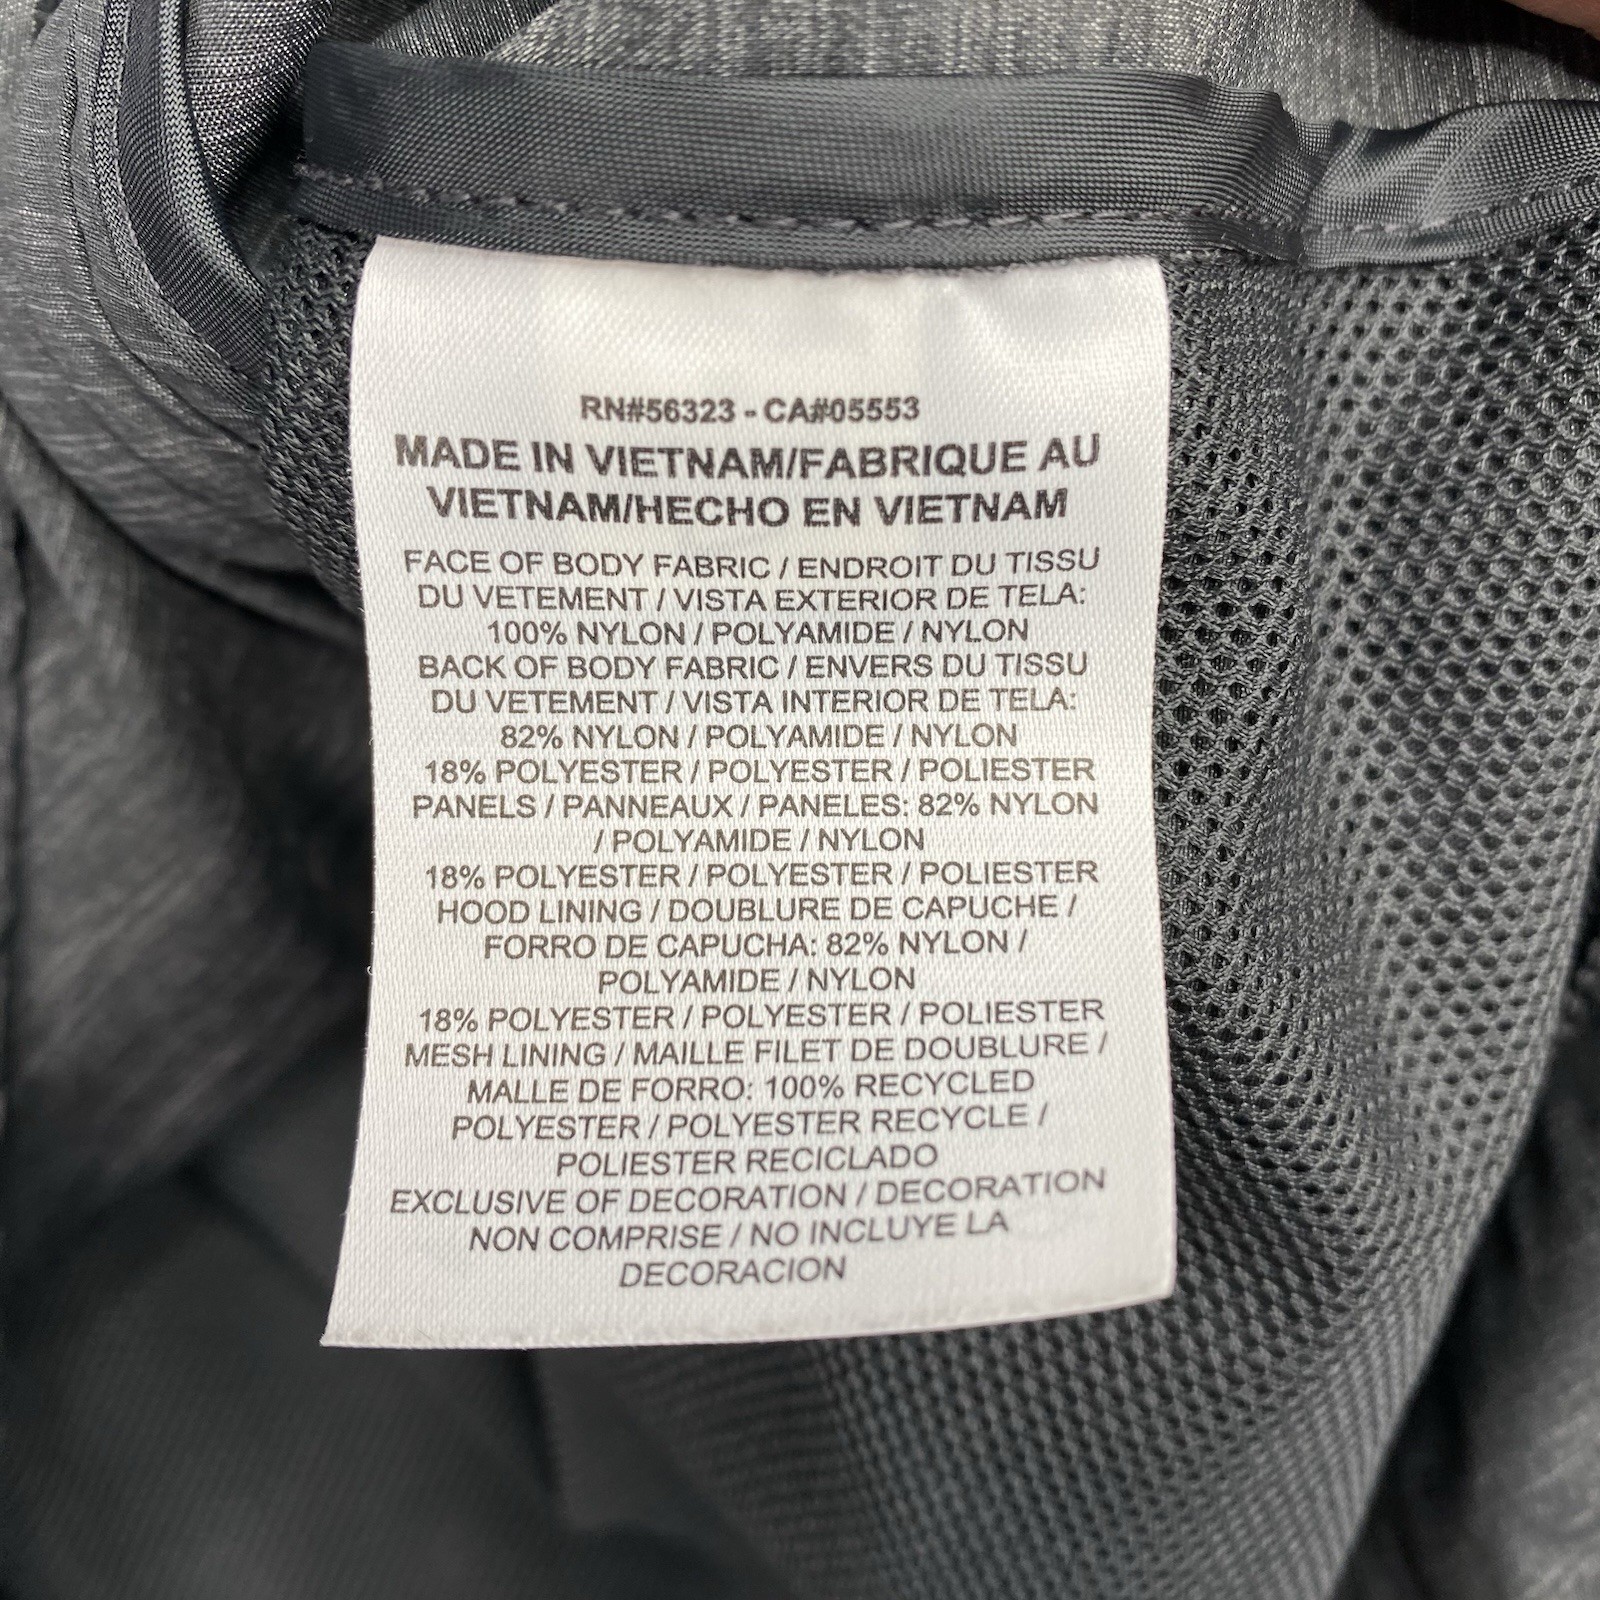 RN#56323 - CA#05553
MADE IN VIETNAM/FABRIQUE AU
VIETNAM/HECHO EN VIETNAM
FACE OF BODY FABRIC / ENDROIT DU TISSU
DU VETEMENT / VISTA EXTERIOR DE TELA:
100% NYLON / POLYAMIDE / NYLON
BACK OF BODY FABRIC / ENVERS DU TISSU
DU VETEMENT / VISTA INTERIOR DE TELA:
82% NYLON / POLYAMIDE / NYLON
18% POLYESTER / POLYESTER / POLIESTER
PANELS / PANNEAUX / PANELES: 82% NYLON
/ POLYAMIDE / NYLON
18% POLYESTER / POLYESTER / POLIESTER
HOOD LINING / DOUBLURE DE CAPUCHE /
FORRO DE CAPUCHA: 82% NYLON /
POLYAMIDE / NYLON
18% POLYESTER / POLYESTER / POLIESTER
MESH LINING / MAILLE FILET DE DOUBLURE /
MALLE DE FORRO: 100% RECYCLED
POLYESTER / POLYESTER RECYCLE /
POLIESTER RECICLADO
EXCLUSIVE OF DECORATION / DECORATION
NON COMPRISE / NO INCLUYE LA
DECORACION